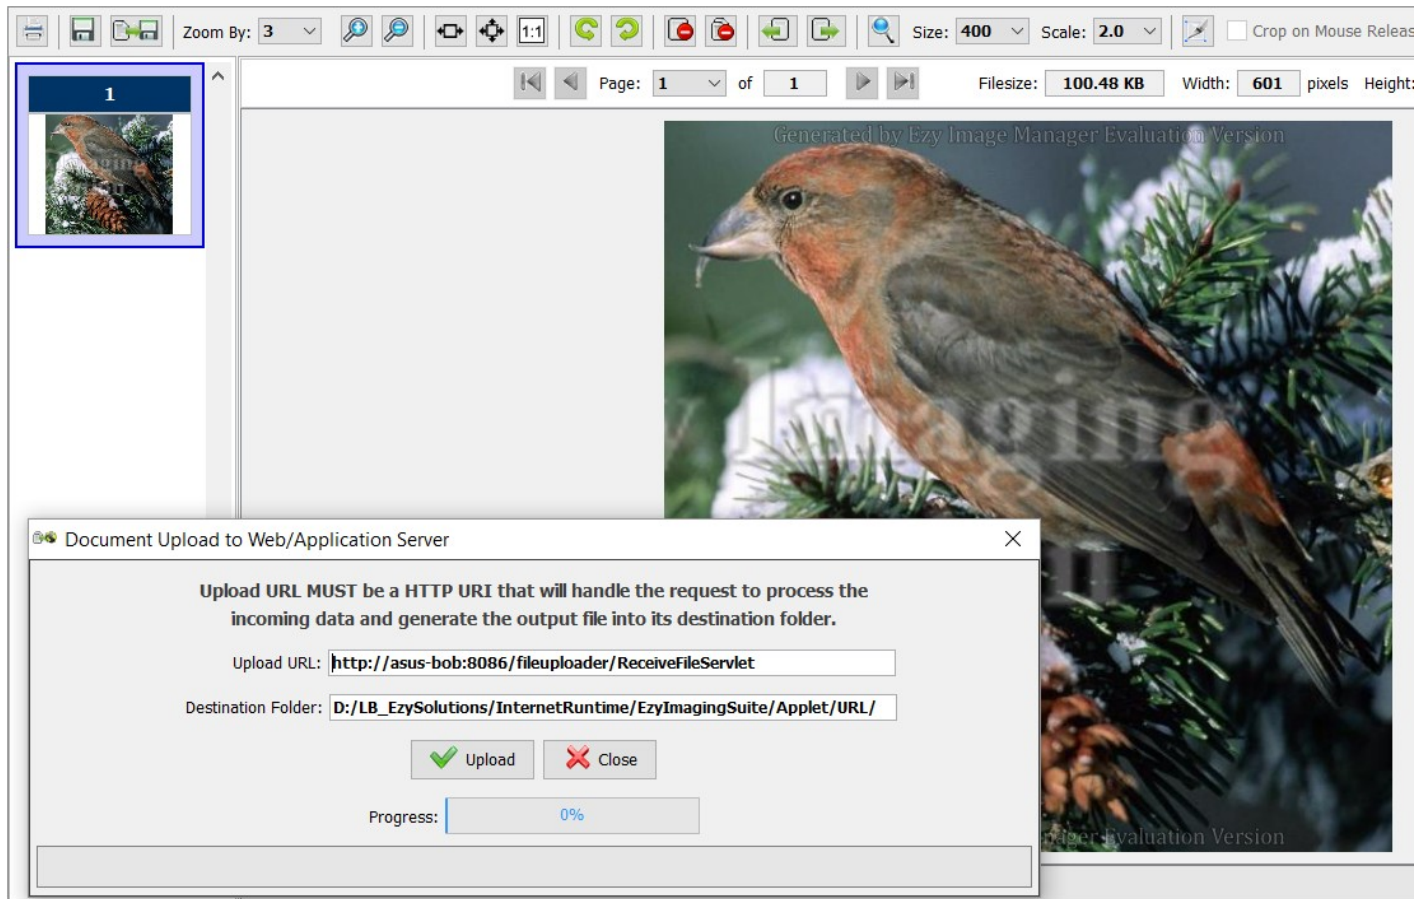 Zoom By: 3 1:1 Size: 400 Scale: 2.0 Crop on Mouse Releas
Page: 1 of 1 Filesize: 100.48 KB Width: 601 pixels Height:
1
Generated by Ezy Image Manager Evaluation Version
y Imaging
Document Upload to Web/Application Server
Upload URL MUST be a HTTP URI that will handle the request to process the
incoming data and generate the output file into its destination folder.
Upload URL: http://asus-bob:8086/fileuploader/ReceiveFileServlet
Destination Folder: D:/LB_EzySolutions/InternetRuntime/EzyImagingSuite/Applet/URL/
Upload Close
Progress: 0%
nager Evaluation Version